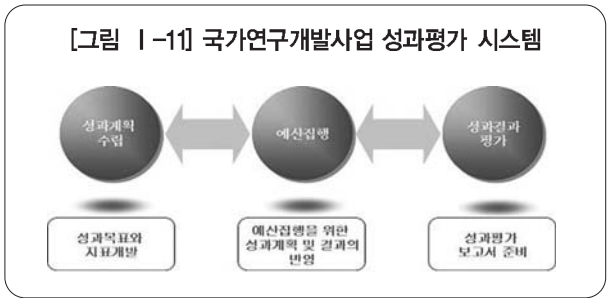 [그림 Ⅰ-11] 국가연구개발사업 성과평가 시스템
성과계획
수립
예산집행
성과결과
평가
성과목표와
지표개발
예산집행을 위한
성과계획 및 결과의
반영
성과평가
보고서 준비